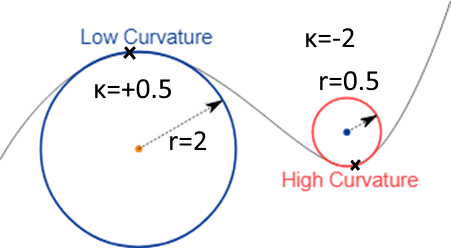 Low Curvature
κ=+0.5
r=2
κ=-2
r=0.5
High Curvature